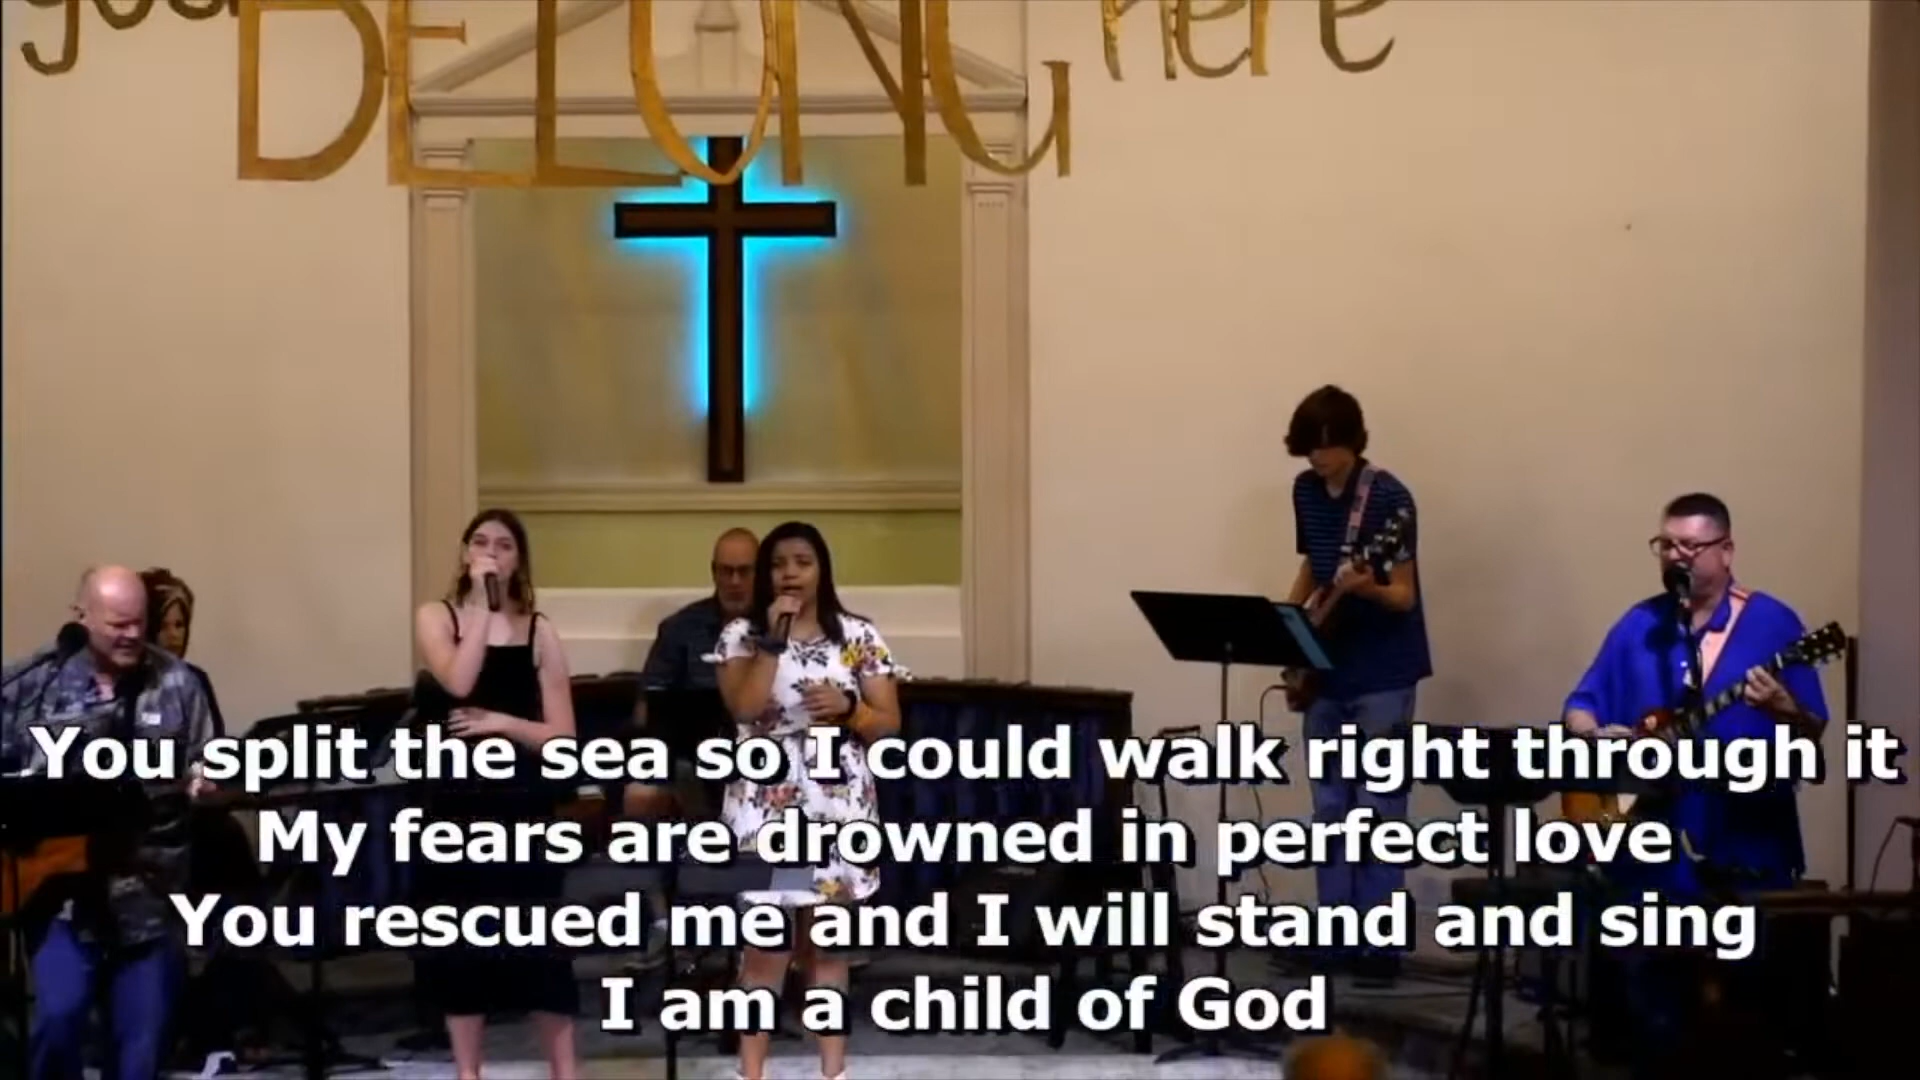 you BELONG here
You split the sea so I could walk right through it
My fears are drowned in perfect love
You rescued me and I will stand and sing
I am a child of God